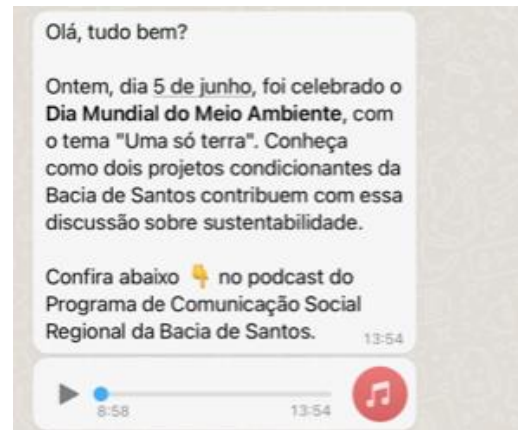 Olá, tudo bem?
Ontem, dia 5 de junho, foi celebrado o
Dia Mundial do Meio Ambiente, com
o tema "Uma só terra". Conheça
como dois projetos condicionantes da
Bacia de Santos contribuem com essa
discussão sobre sustentabilidade.
Confira abaixo 👇 no podcast do
Programa de Comunicação Social
Regional da Bacia de Santos.
13:54
8:58
13:54